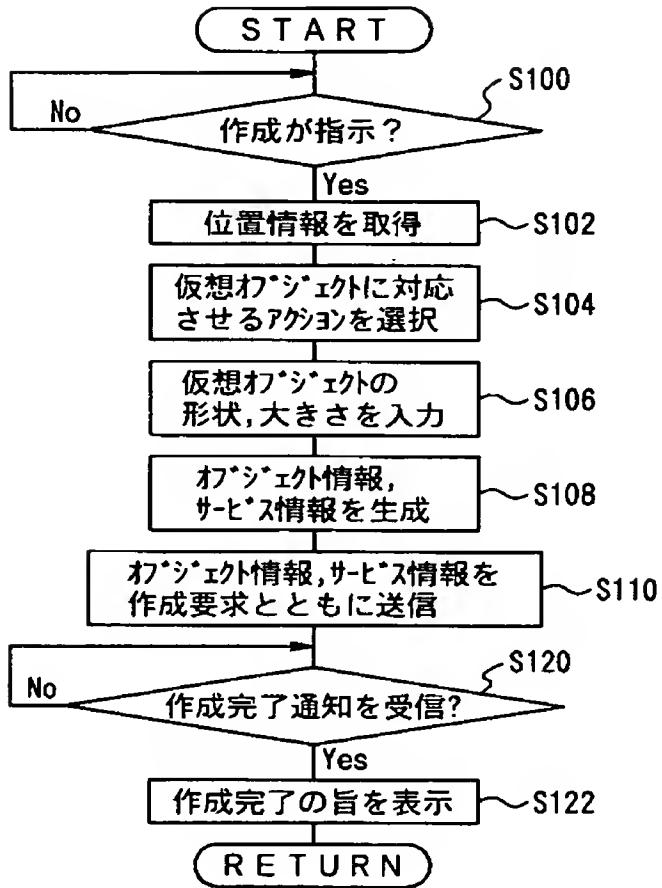 START
S100
No
作成が指示?
Yes
位置情報を取得
S102
仮想オブジェクトに対応
させるアクションを選択
S104
仮想オブジェクトの
形状,大きさを入力
S106
オブジェクト情報,
サービス情報を生成
S108
オブジェクト情報,サービス情報を
作成要求とともに送信
S110
S120
No
作成完了通知を受信?
Yes
作成完了の旨を表示
S122
RETURN